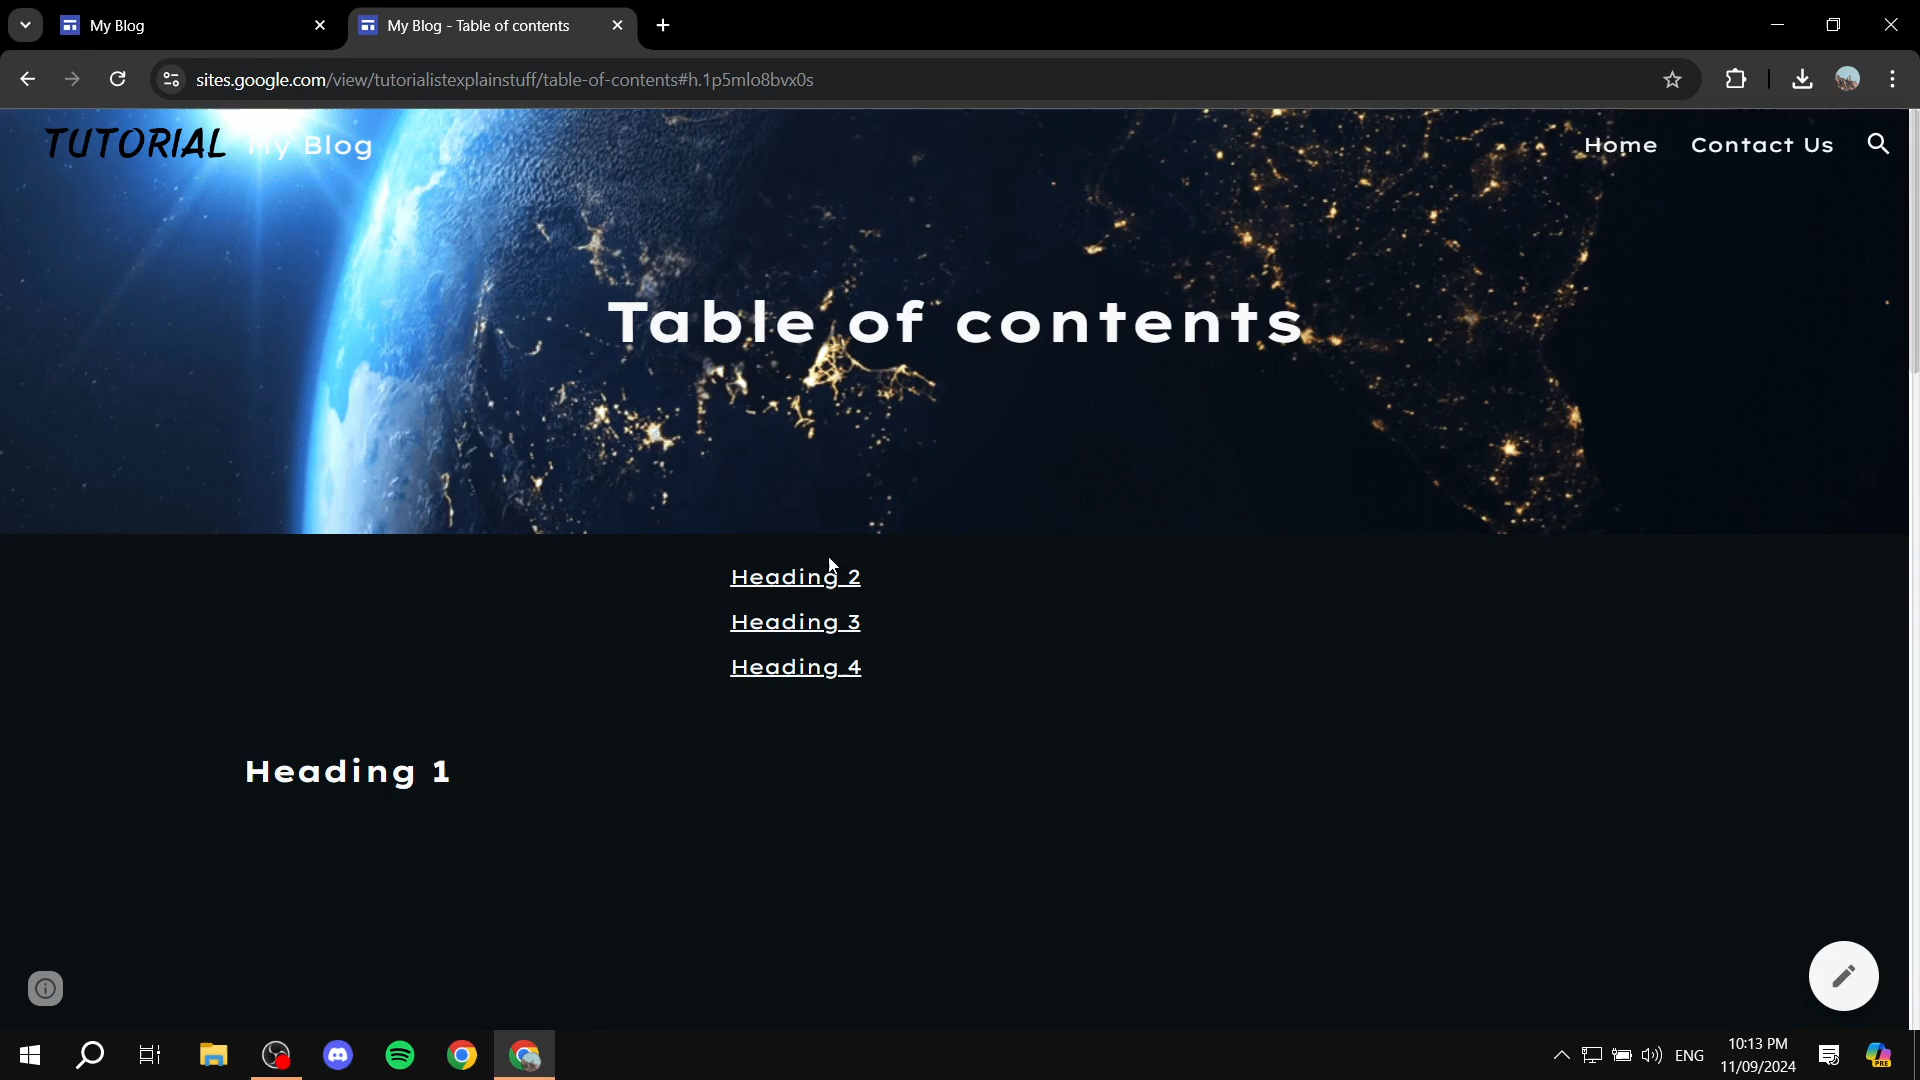 My Blog
My Blog - Table of contents
sites.google.com/view/tutorialistexplainstuff/table-of-contents#h.1p5mlo8bvx0s
TUTORIAL My Blog
Home Contact Us
Table of contents
Heading 2
Heading 3
Heading 4
Heading 1
ENG
10:13 PM
11/09/2024
PRE